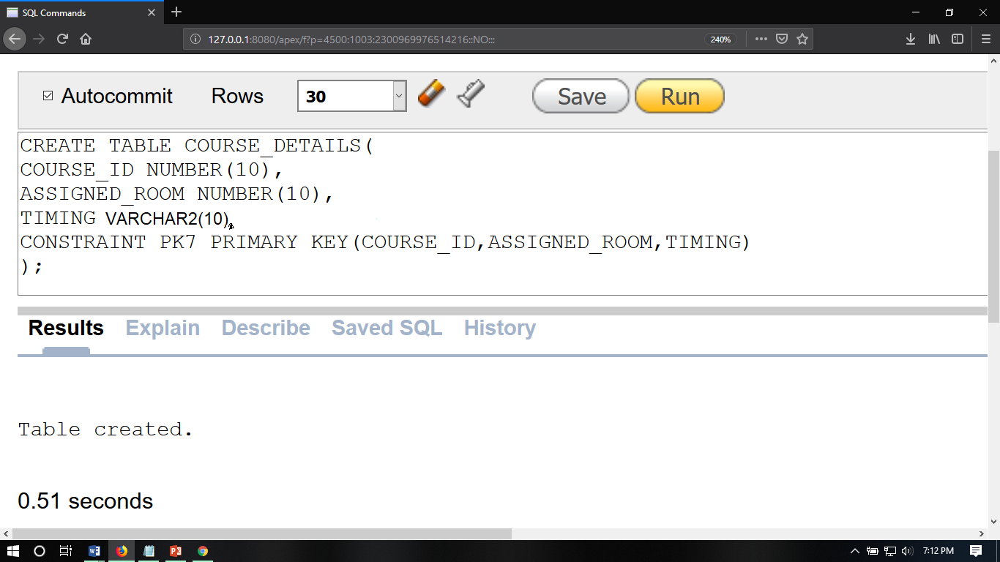 SQL Commands
127.0.0.1:8080/apex/f?p=4500:1003:2300969976514216::NO:::
240%
Autocommit Rows 30 Save Run
CREATE TABLE COURSE_DETAILS(
COURSE_ID NUMBER(10),
ASSIGNED_ROOM NUMBER(10),
TIMING VARCHAR2(10),
CONSTRAINT PK7 PRIMARY KEY(COURSE_ID,ASSIGNED_ROOM,TIMING)
);
Results Explain Describe Saved SQL History
Table created.
0.51 seconds
7:12 PM